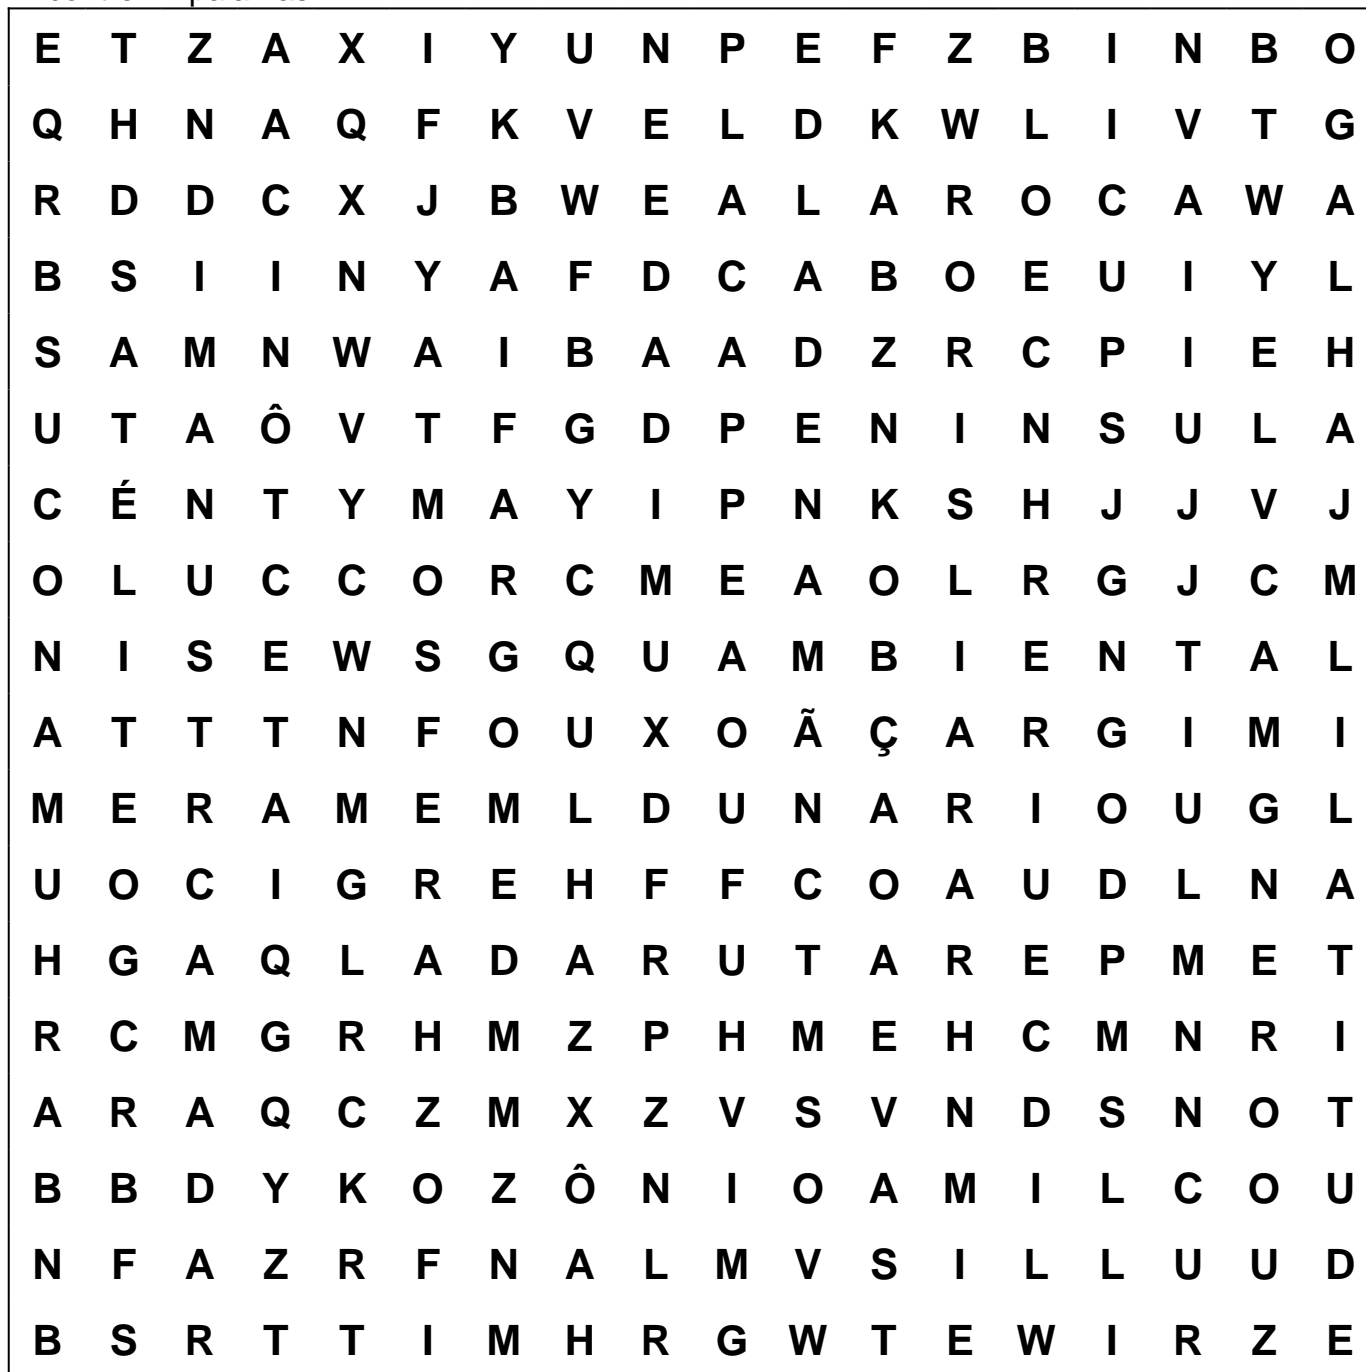 E T Z A X I Y U N P E F Z B I N B O
Q H N A Q F K V E L D K W L I V T G
R D D C X J B W E A L A R O C A W A
B S I I N Y A F D C A B O E U I Y L
S A M N W A I B A A D Z R C P I E H
U T A Ô V T F G D P E N I N S U L A
C É N T Y M A Y I P N K S H J J V J
O L U C C O R C M E A O L R G J C M
N I S E W S G Q U A M B I E N T A L
A T T T N F O U X O Ã Ç A R G I M I
M E R A M E M L D U N A R I O U G L
U O C I G R E H F F C O A U D L N A
H G A Q L A D A R U T A R E P M E T
R C M G R H M Z P H M E H C M N R I
A R A Q C Z M X Z V S V N D S N O T
B B D Y K O Z Ô N I O A M I L C O U
N F A Z R F N A L M V S I L L U U D
B S R T T I M H R G W T E W I R Z E